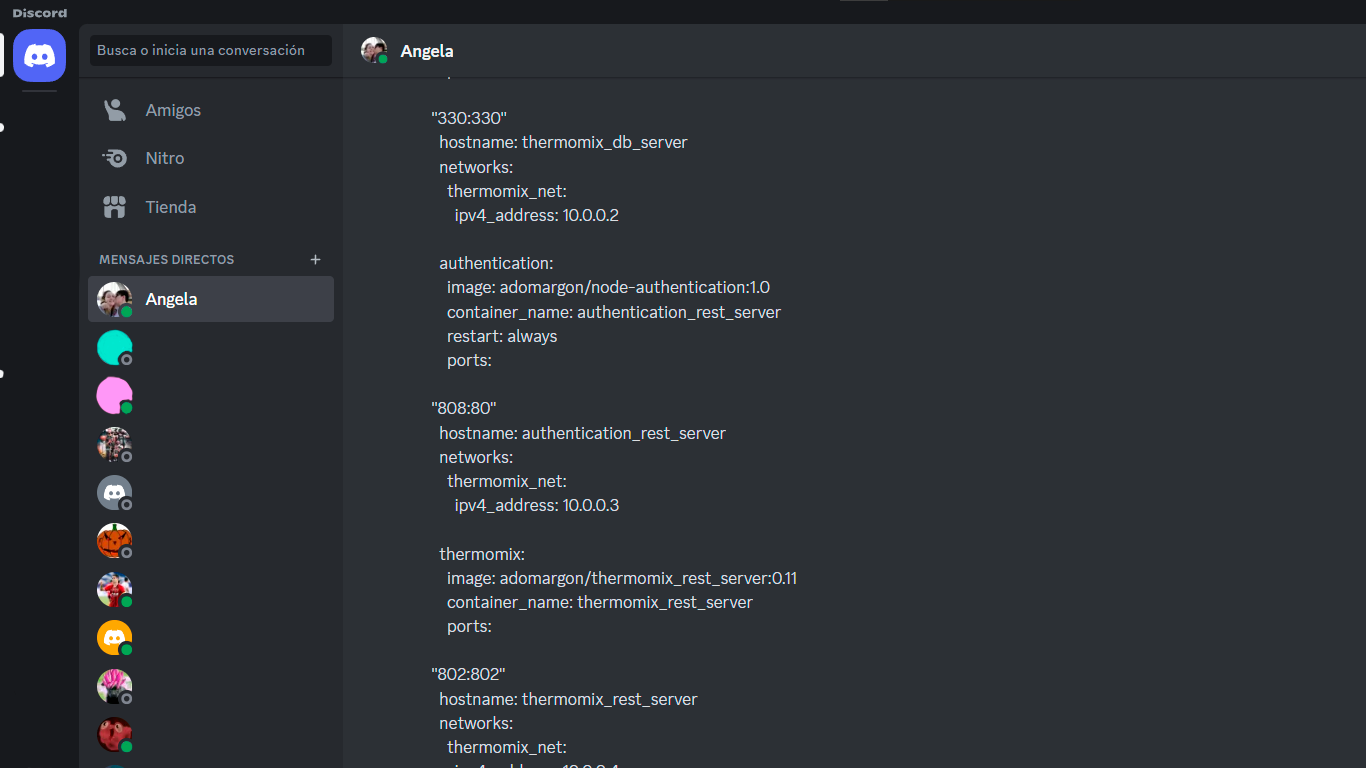 Discord
Busca o inicia una conversación
Amigos
Nitro
Tienda
MENSAJES DIRECTOS +
Angela
Angela
"330:330"
hostname: thermomix_db_server
networks:
thermomix_net:
ipv4_address: 10.0.0.2
authentication:
image: adomargon/node-authentication:1.0
container_name: authentication_rest_server
restart: always
ports:
"808:80"
hostname: authentication_rest_server
networks:
thermomix_net:
ipv4_address: 10.0.0.3
thermomix:
image: adomargon/thermomix_rest_server:0.11
container_name: thermomix_rest_server
ports:
"802:802"
hostname: thermomix_rest_server
networks:
thermomix_net: